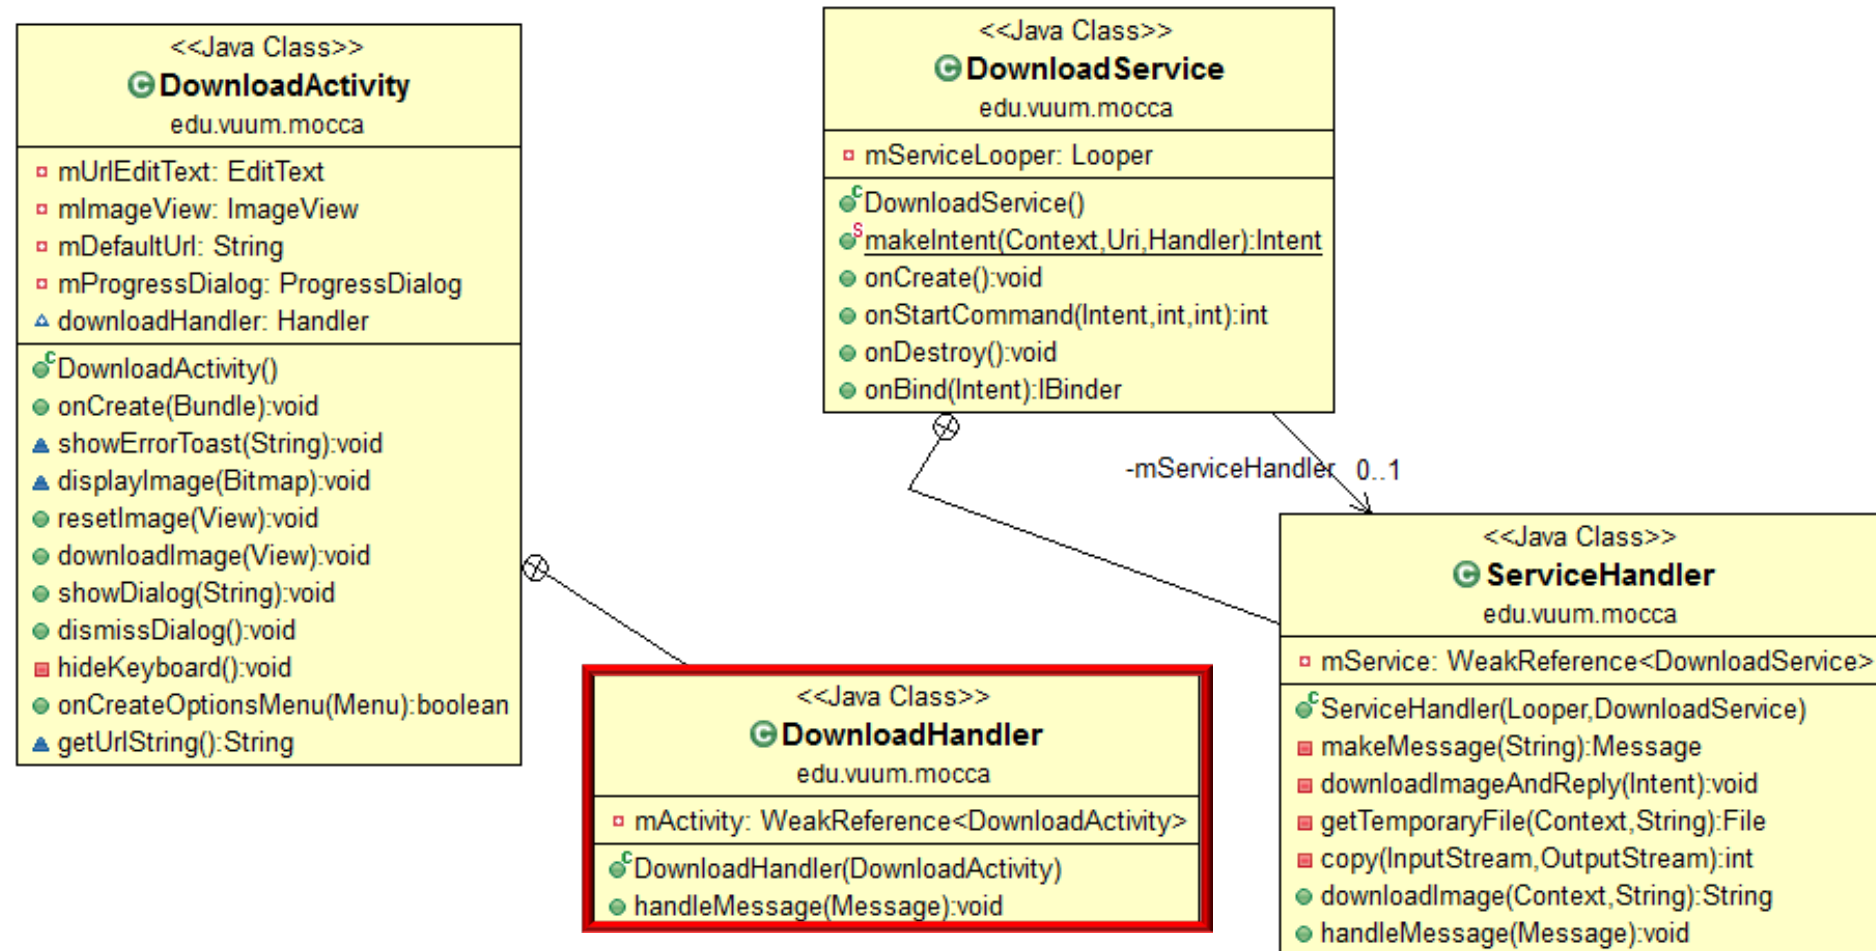 <<Java Class>>
DownloadActivity
edu.vuum.mocca
mUrlEditText: EditText
mImageView: ImageView
mDefaultUrl: String
mProgressDialog: ProgressDialog
downloadHandler: Handler
DownloadActivity()
onCreate(Bundle):void
showErrorToast(String):void
displayImage(Bitmap):void
resetImage(View):void
downloadImage(View):void
showDialog(String):void
dismissDialog():void
hideKeyboard():void
onCreateOptionsMenu(Menu):boolean
getUrlString():String
<<Java Class>>
DownloadService
edu.vuum.mocca
mServiceLooper: Looper
DownloadService()
makeIntent(Context,Uri,Handler):Intent
onCreate():void
onStartCommand(Intent,int,int):int
onDestroy():void
onBind(Intent):IBinder
-mServiceHandler 0..1
<<Java Class>>
DownloadHandler
edu.vuum.mocca
mActivity: WeakReference<DownloadActivity>
DownloadHandler(DownloadActivity)
handleMessage(Message):void
<<Java Class>>
ServiceHandler
edu.vuum.mocca
mService: WeakReference<DownloadService>
ServiceHandler(Looper,DownloadService)
makeMessage(String):Message
downloadImageAndReply(Intent):void
getTemporaryFile(Context,String):File
copy(InputStream,OutputStream):int
downloadImage(Context,String):String
handleMessage(Message):void